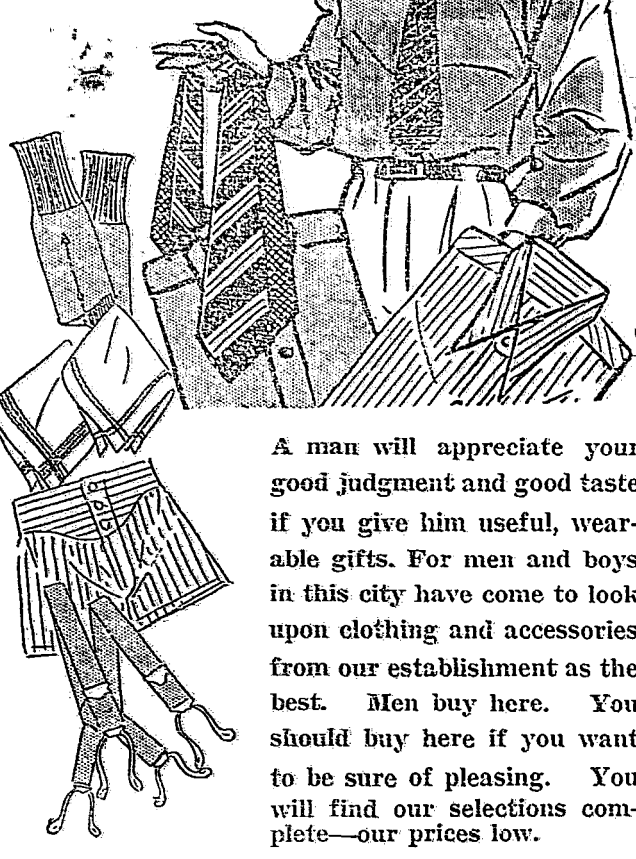 A man will appreciate your
good judgment and good taste
if you give him useful, wear-
able gifts. For men and boys
in this city have come to look
upon clothing and accessories
from our establishment as the
best. Men buy here. You
should buy here if you want
to be sure of pleasing. You
will find our selections com-
plete—our prices low.